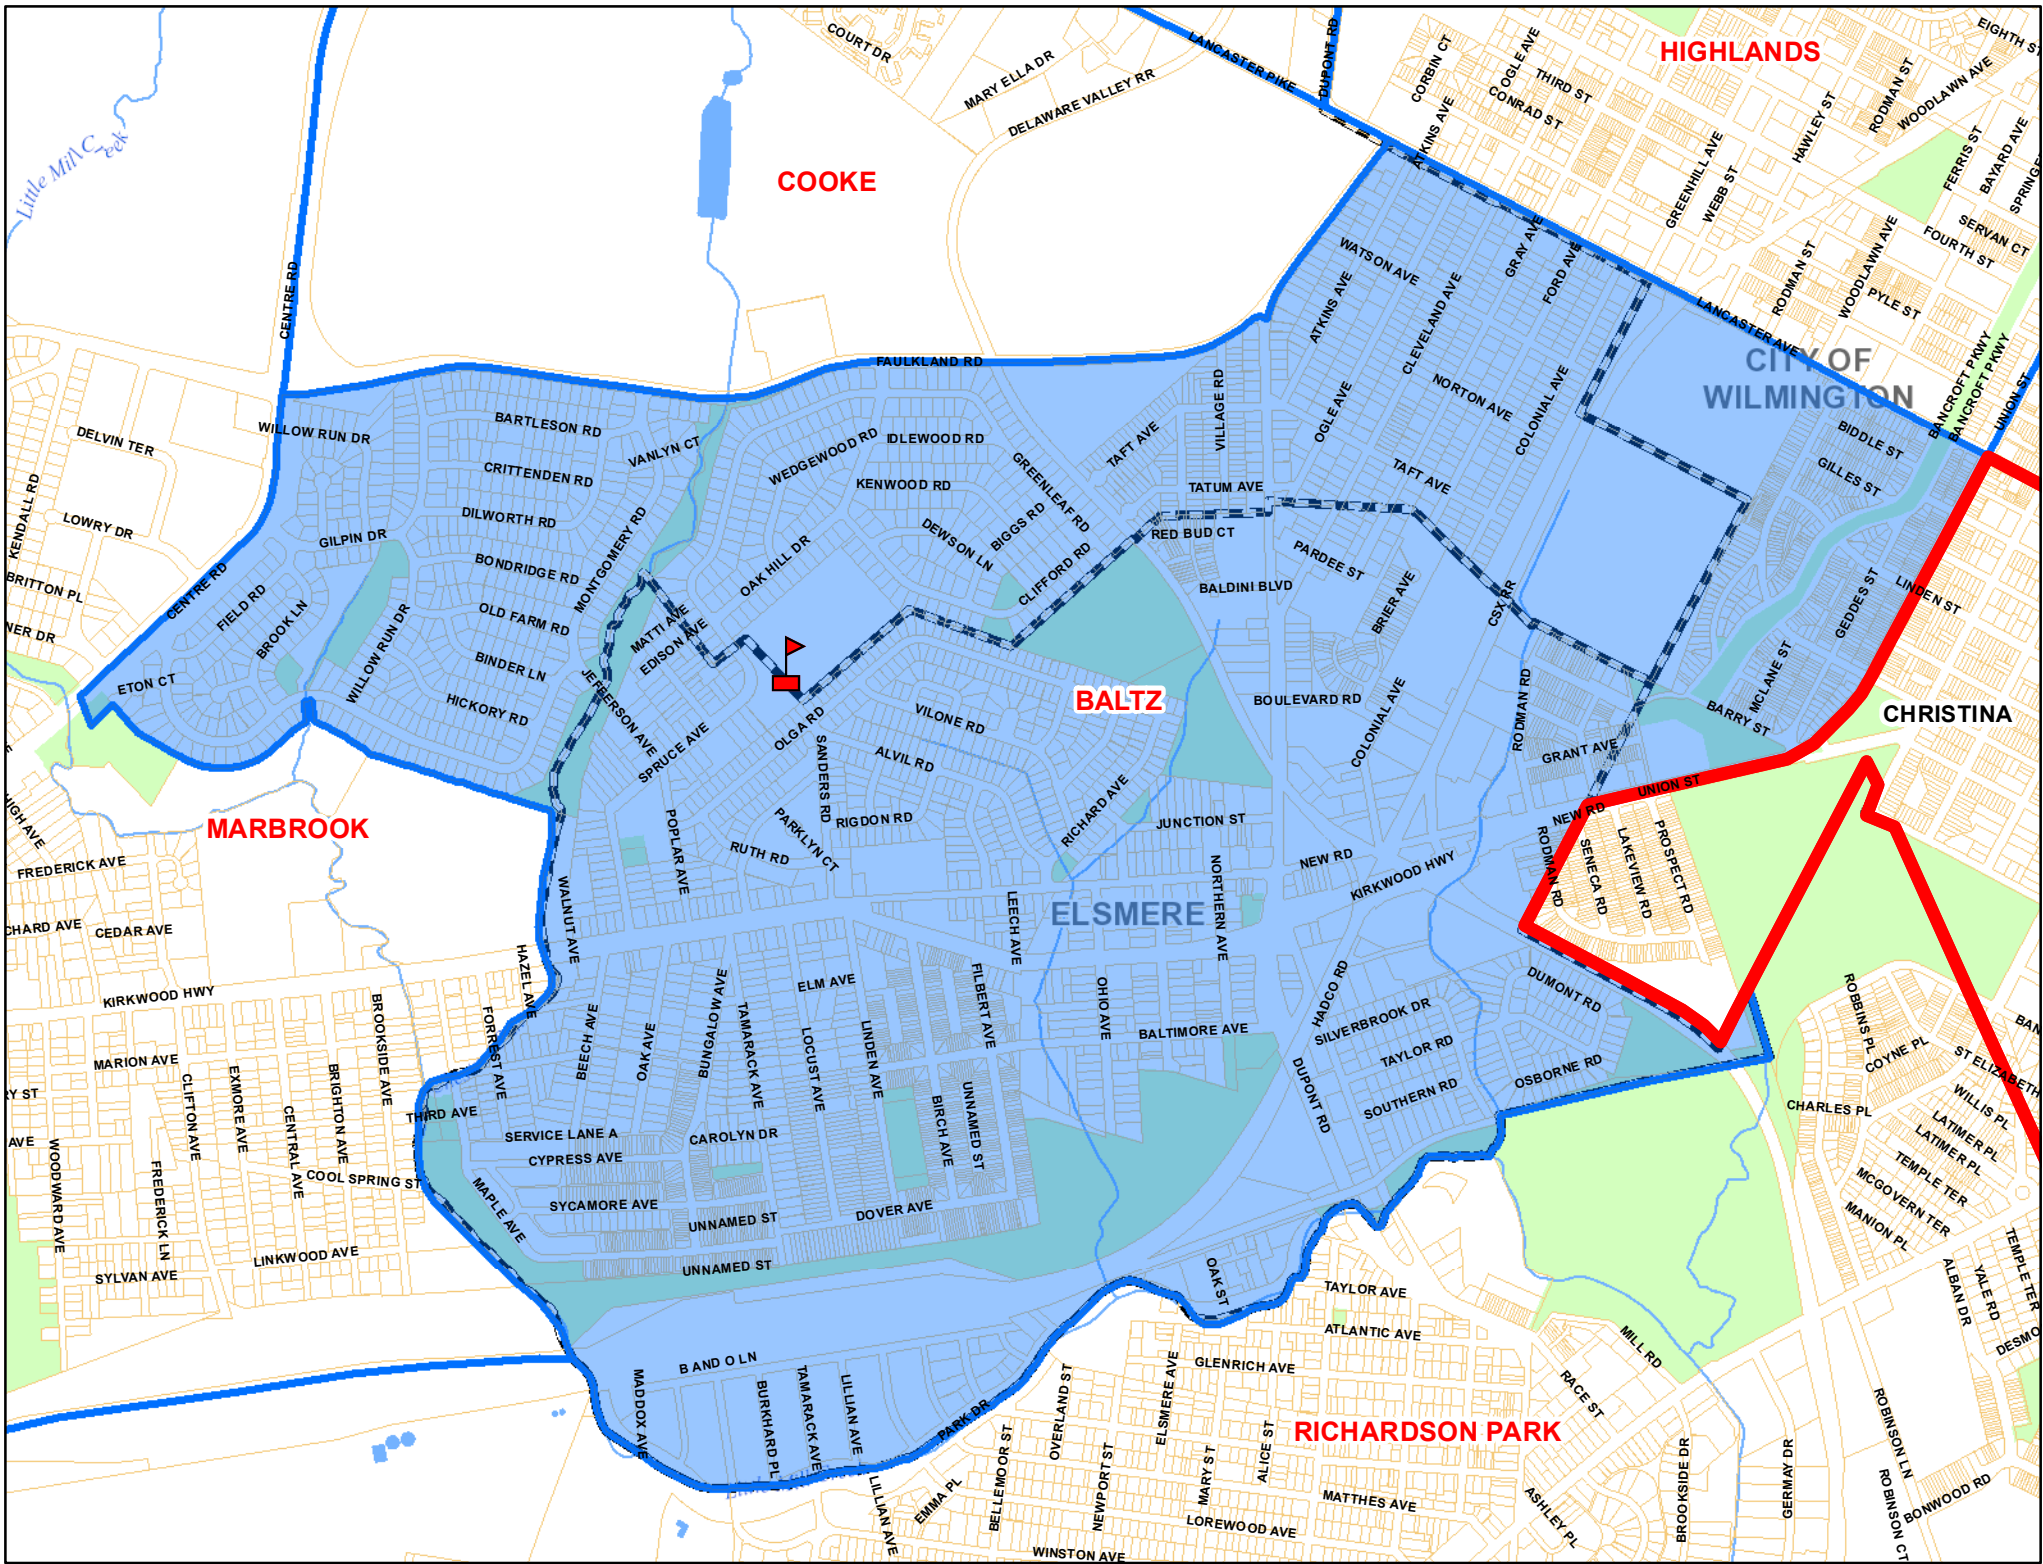 COURT DR
MARY ELLA DR
DELAWARE VALLEY RR
LANCASTER PIKE
DUPONT RD
CORBIN CT
OGLE AVE
THIRD ST
CONRAD ST
ATKINS AVE
HIGHLANDS
EIGHTH ST
WOODLAWN AVE
RODMAN ST
HAWLEY ST
GREENHILL AVE
WEBB ST
FERRIS ST
BAYARD AVE
SERVAN CT
FOURTH ST
RODMAN ST
WOODLAWN AVE
PYLE ST
LANCASTER AVE
CITY OF
WILMINGTON
BANCROFT PKWY
BANCROFT PKWY
UNION ST
Little Mill Creek
COOKE
CENTRE RD
FAULKLAND RD
WATSON AVE
ATKINS AVE
CLEVELAND AVE
GRAY AVE
FORD AVE
NORTON AVE
COLONIAL AVE
OGLE AVE
VILLAGE RD
TAFT AVE
TAFT AVE
TATUM AVE
BIDDLE ST
GILLES ST
GEDDES ST
LINDEN ST
MCLANE ST
BARRY ST
CHRISTINA
DELVIN TER
KENDALL RD
LOWRY DR
BRITTON PL
NER DR
WILLOW RUN DR
BARTLESON RD
VANLYN CT
CRITTENDEN RD
DILWORTH RD
GILPIN DR
BONDRIDGE RD
MONTGOMERY RD
OLD FARM RD
CENTRE RD
FIELD RD
BROOK LN
WILLOW RUN DR
BINDER LN
HICKORY RD
ETON CT
WEDGEWOOD RD
IDLEWOOD RD
KENWOOD RD
GREENLEAF RD
BIGGS RD
DEWSON LN
CLIFFORD RD
OAK HILL DR
MATTI AVE
EDISON AVE
JEFFERSON AVE
SPRUCE AVE
OLGA RD
SANDERS RD
VILONE RD
ALVIL RD
RIGDON RD
PARKLYN CT
RUTH RD
POPLAR AVE
RICHARD AVE
BALTZ
RED BUD CT
BALDINI BLVD
PARDEE ST
BRIER AVE
CSX RR
BOULEVARD RD
COLONIAL AVE
RODMAN RD
GRANT AVE
NEW RD
UNION ST
JUNCTION ST
NEW RD
KIRKWOOD HWY
NORTHERN AVE
RODMAN RD
SENECA RD
LAKEVIEW RD
PROSPECT RD
MARBROOK
HIGH AVE
FREDERICK AVE
CHARD AVE
CEDAR AVE
KIRKWOOD HWY
WALNUT AVE
HAZEL AVE
FORREST AVE
BROOKSIDE AVE
MARION AVE
CLIFTON AVE
EXMORE AVE
CENTRAL AVE
BRIGHTON AVE
RY ST
AVE
WOODWARD AVE
FREDERICK LN
COOL SPRING ST
LINKWOOD AVE
SYLVAN AVE
THIRD AVE
ELSMERE
LEECH AVE
ELM AVE
FILBERT AVE
OHIO AVE
BALTIMORE AVE
BEECH AVE
OAK AVE
BUNGALOW AVE
TAMARACK AVE
LOCUST AVE
LINDEN AVE
BIRCH AVE
UNNAMED ST
SERVICE LANE A
CAROLYN DR
CYPRESS AVE
SYCAMORE AVE
MAPLE AVE
UNNAMED ST
DOVER AVE
UNNAMED ST
HADCO RD
SILVERBROOK DR
TAYLOR RD
DUPONT RD
SOUTHERN RD
OSBORNE RD
DUMONT RD
ROBBINS PL
COYNE PL
ST ELIZABETH
WILLIS PL
CHARLES PL
LATIMER PL
LATIMER PL
TEMPLE TER
MCGOVERN TER
MANION PL
TEMPLE TER
ALBAN DR
YALE RD
DESMO
BAN
OAK ST
TAYLOR AVE
ATLANTIC AVE
GLENRICH AVE
MILL RD
RACE ST
B AND O LN
MADDOX AVE
BURKHARD PL
TAMARACK AVE
LILLIAN AVE
PARK DR
OVERLAND ST
ELSMERE AVE
RICHARDSON PARK
BELLEMOOR ST
NEWPORT ST
MARY ST
ALICE ST
MATTHES AVE
LOREWOOD AVE
WINSTON AVE
EMMA PL
LILLIAN AVE
ASHLEY PL
BROOKSIDE DR
GERMAY DR
ROBINSON LN
ROBINSON CT
BONWOOD RD